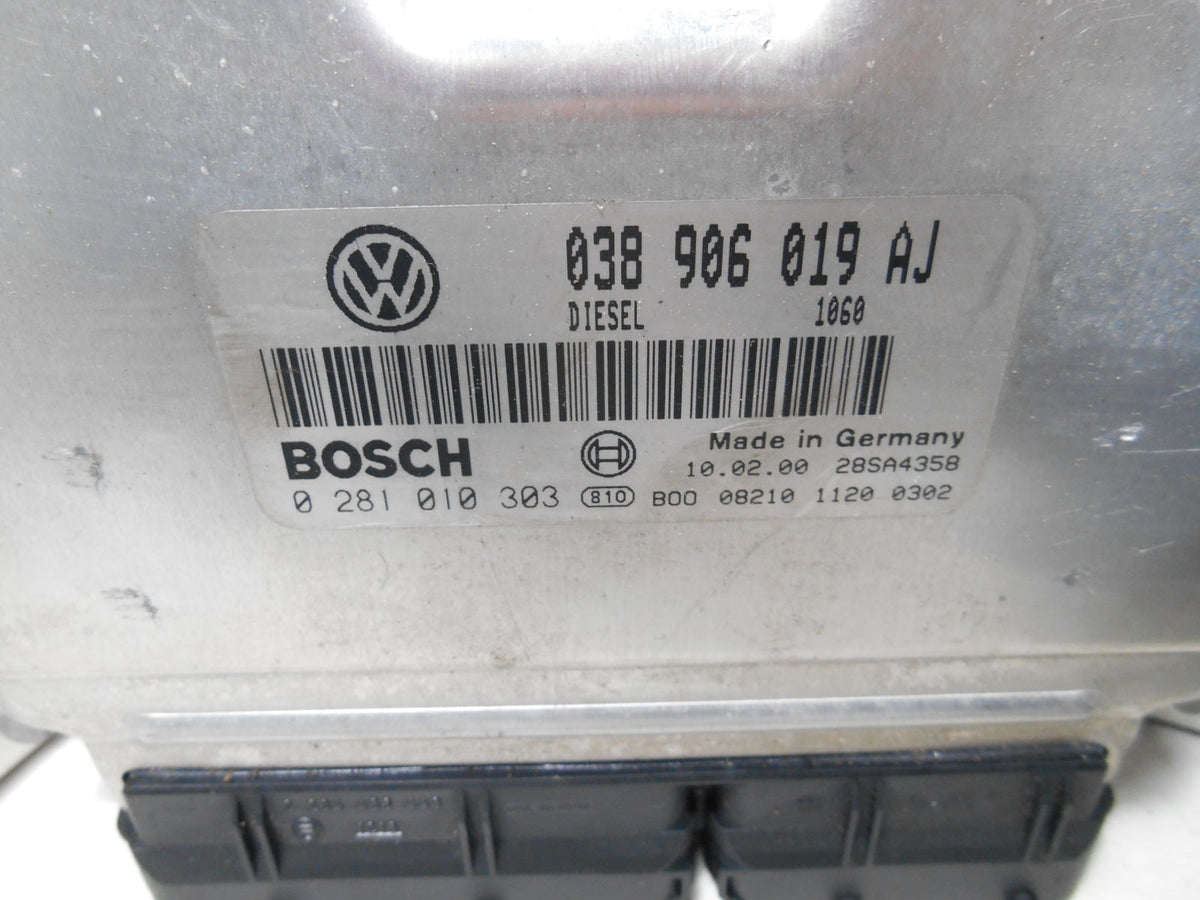 038 906 019 AJ
DIESEL 1060
BOSCH
Made in Germany
10.02.00 28SA4358
0 281 010 303 810 B00 08210 1120 0302